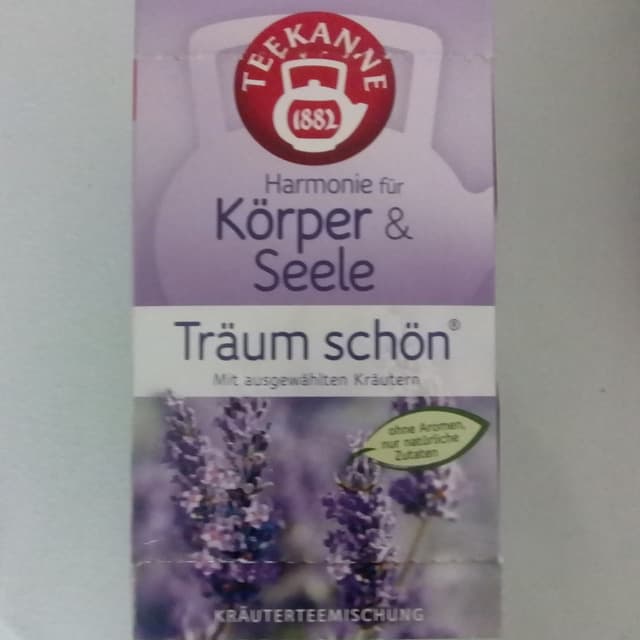 TEEKANNE
1882
Harmonie für
Körper &
Seele
Träum schön®
Mit ausgewählten Kräutern
ohne Aromen,
nur natürliche
Zutaten
KRÄUTERTEEMISCHUNG